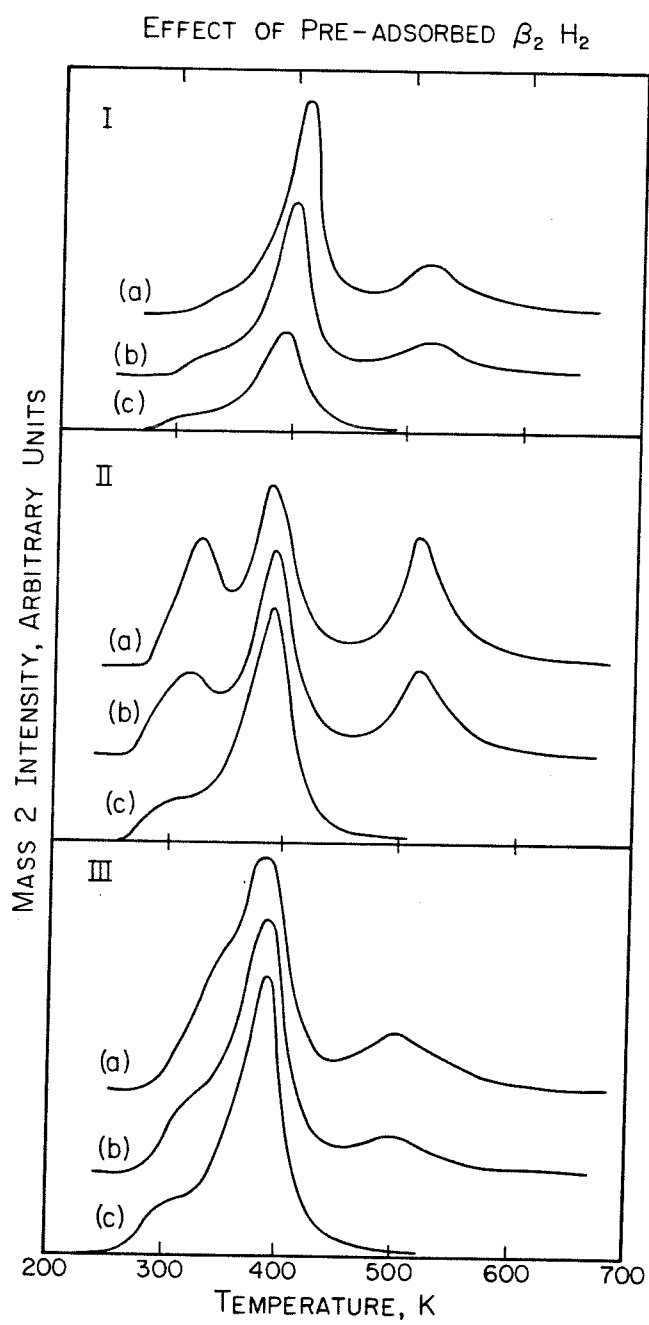 EFFECT OF PRE-ADSORBED β₂ H₂
I
(a)
(b)
(c)
II
(a)
(b)
(c)
III
(a)
(b)
(c)
MASS 2 INTENSITY, ARBITRARY UNITS
200 300 400 500 600 700
TEMPERATURE, K